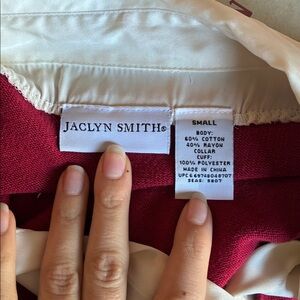 JACLYN SMITH®
SMALL
BODY:
60% COTTON
40% RAYON
COLLAR
CUFF:
100% POLYESTER
MADE IN CHINA